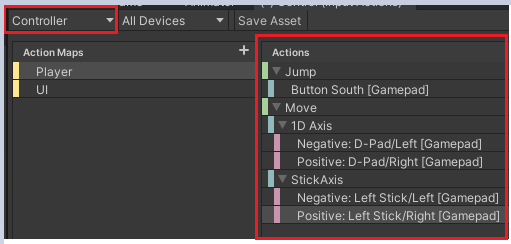 Controller
All Devices
Save Asset
Action Maps
+
Player
UI
Actions
Jump
Button South [Gamepad]
Move
1D Axis
Negative: D-Pad/Left [Gamepad]
Positive: D-Pad/Right [Gamepad]
StickAxis
Negative: Left Stick/Left [Gamepad]
Positive: Left Stick/Right [Gamepad]